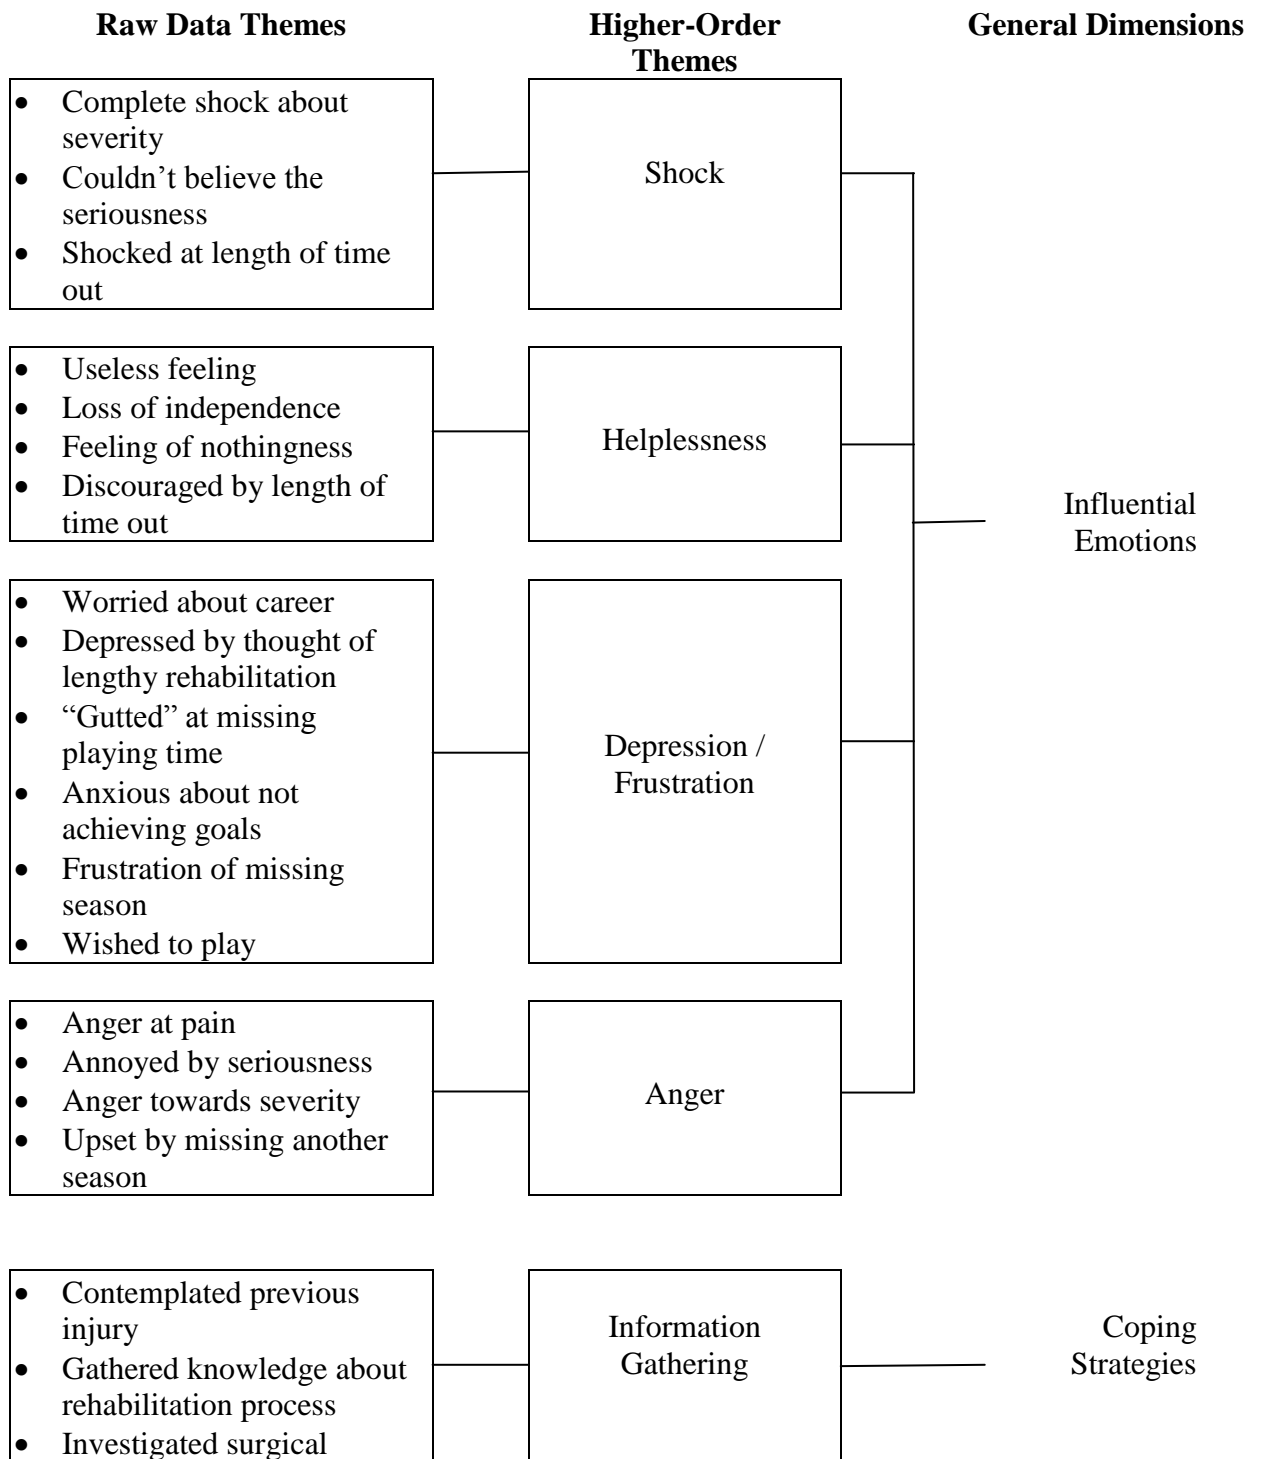 Raw Data Themes
Higher-Order
Themes
General Dimensions
• Complete shock about
severity
• Couldn’t believe the
seriousness
• Shocked at length of time
out
Shock
• Useless feeling
• Loss of independence
• Feeling of nothingness
• Discouraged by length of
time out
Helplessness
Influential
Emotions
• Worried about career
• Depressed by thought of
lengthy rehabilitation
• “Gutted” at missing
playing time
• Anxious about not
achieving goals
• Frustration of missing
season
• Wished to play
Depression /
Frustration
• Anger at pain
• Annoyed by seriousness
• Anger towards severity
• Upset by missing another
season
Anger
• Contemplated previous
injury
• Gathered knowledge about
rehabilitation process
• Investigated surgical
Information
Gathering
Coping
Strategies